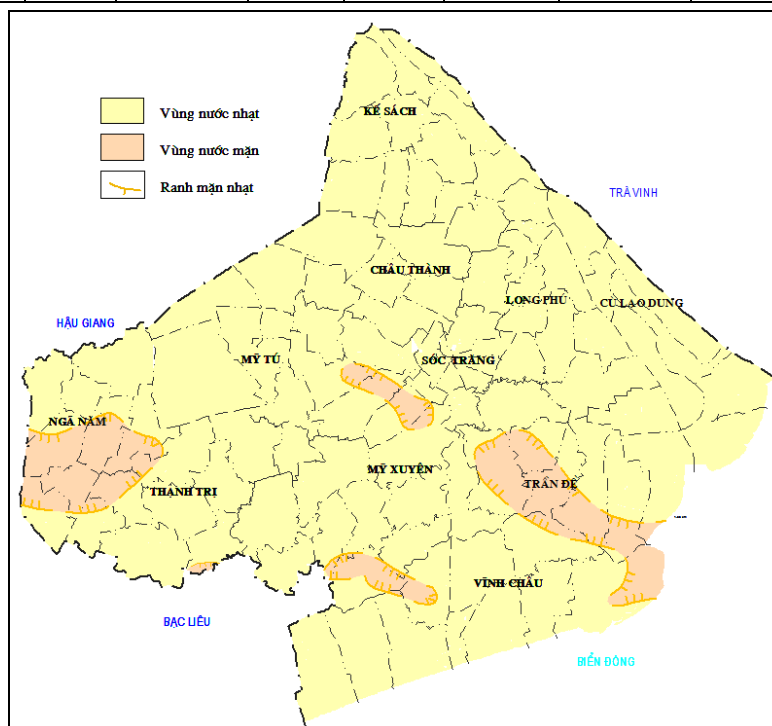 KẾ SÁCH
Vùng nước nhạt
Vùng nước mặn
Ranh mặn nhạt
TRÀ VINH
CHÂU THÀNH
LONG PHÚ
CÙ LAO DUNG
HẬU GIANG
MỸ TÚ
SÓC TRĂNG
NGÃ NĂM
MỸ XUYÊN
TRẦN ĐỀ
THẠNH TRỊ
VĨNH CHÂU
BẠC LIÊU
BIỂN ĐÔNG